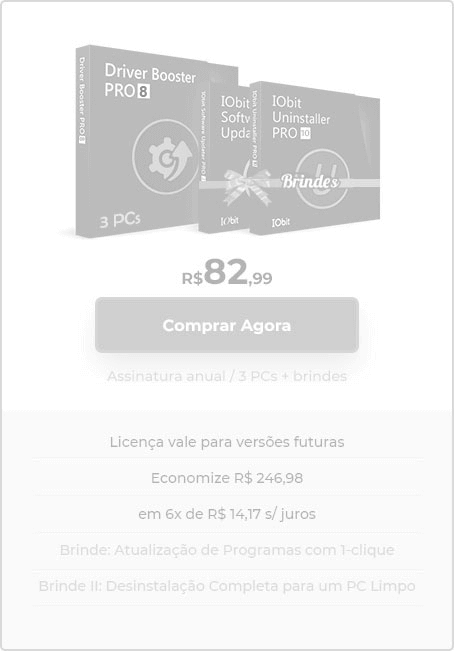 Driver Booster
PRO 8
Driver Booster PRO 8
3 PCs
IObit
Softw
Upda
IObit Software Updater PRO
IObit
IObit
Uninstaller
PRO 10
IObit Uninstaller PRO
Brindes
IObit
R$82,99
Comprar Agora
Assinatura anual / 3 PCs + brindes
Licença vale para versões futuras
Economize R$ 246,98
em 6x de R$ 14,17 s/ juros
Brinde: Atualização de Programas com 1-clique
Brinde II: Desinstalação Completa para um PC Limpo